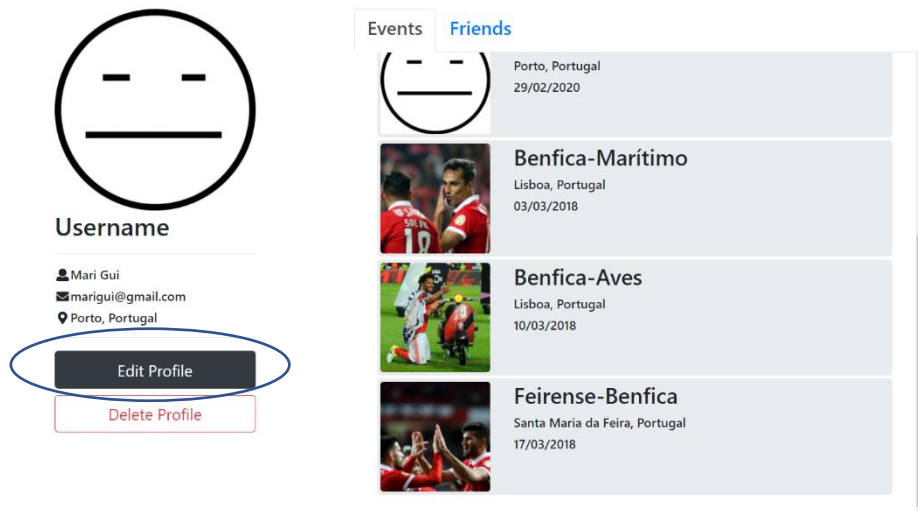 Username
Mari Gui
marigui@gmail.com
Porto, Portugal
Edit Profile
Delete Profile
Events
Friends
Porto, Portugal
29/02/2020
Benfica-Marítimo
Lisboa, Portugal
03/03/2018
SALVIO
18
Benfica-Aves
Lisboa, Portugal
10/03/2018
Feirense-Benfica
Santa Maria da Feira, Portugal
17/03/2018